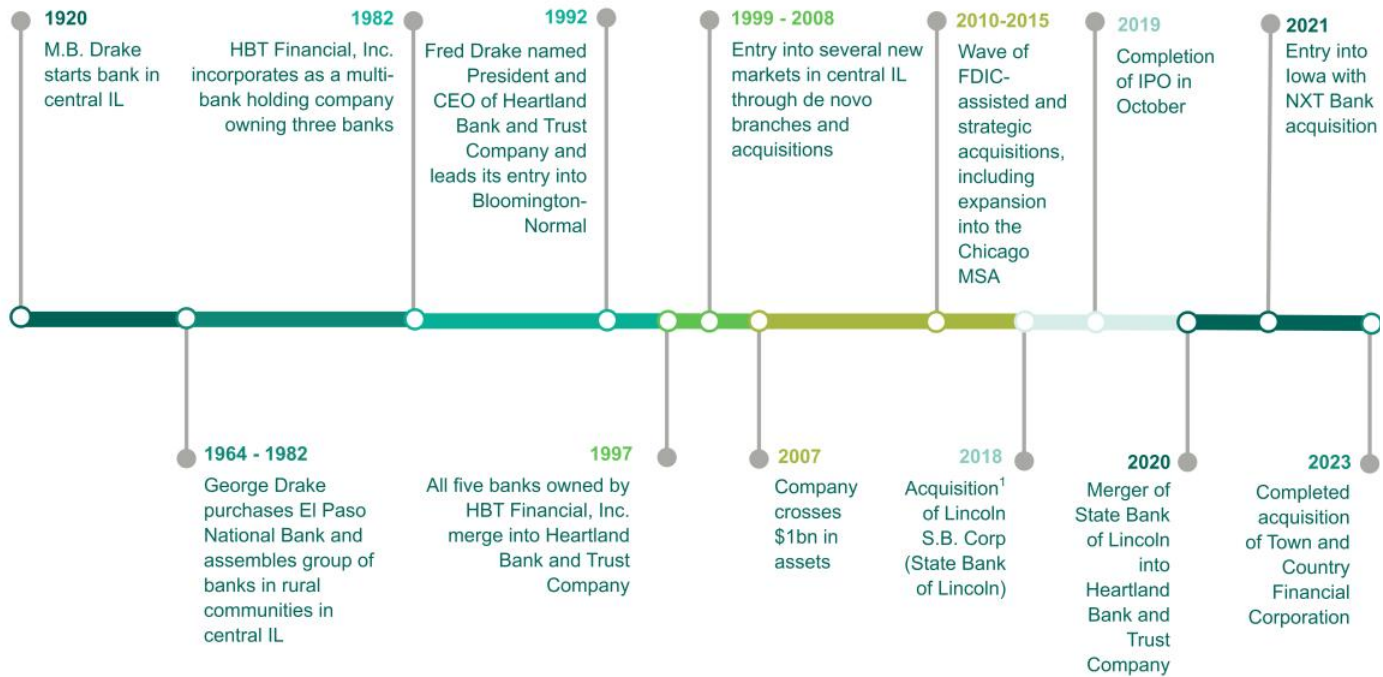 1920
M.B. Drake
starts bank in
central IL
1982
HBT Financial, Inc.
incorporates as a multi-
bank holding company
owning three banks
1992
Fred Drake named
President and
CEO of Heartland
Bank and Trust
Company and
leads its entry into
Bloomington-
Normal
1999 - 2008
Entry into several new
markets in central IL
through de novo
branches and
acquisitions
2010-2015
Wave of
FDIC-
assisted and
strategic
acquisitions,
including
expansion
into the
Chicago
MSA
2019
Completion
of IPO in
October
2021
Entry into
Iowa with
NXT Bank
acquisition
1964 - 1982
George Drake
purchases El Paso
National Bank and
assembles group of
banks in rural
communities in
central IL
1997
All five banks owned by
HBT Financial, Inc.
merge into Heartland
Bank and Trust
Company
2007
Company
crosses
$1bn in
assets
2018
Acquisition¹
of Lincoln
S.B. Corp
(State Bank
of Lincoln)
2020
Merger of
State Bank
of Lincoln
into
Heartland
Bank and
Trust
Company
2023
Completed
acquisition
of Town and
Country
Financial
Corporation